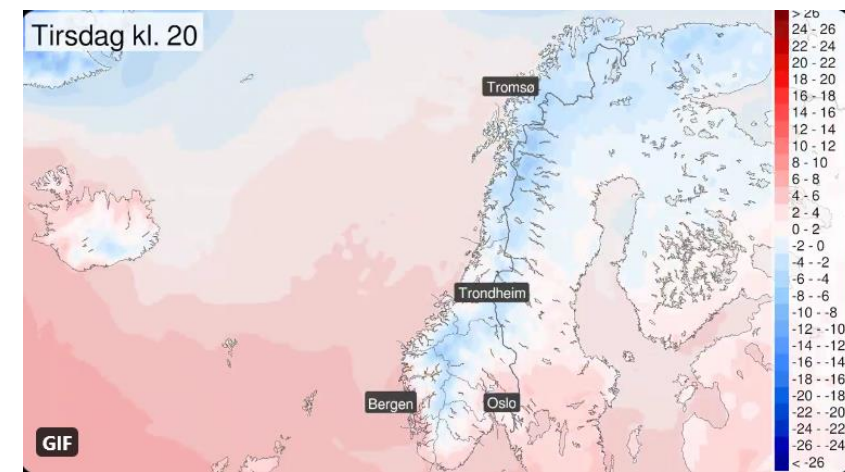 Tirsdag kl. 20
Tromsø
Trondheim
Bergen
Oslo
GIF
> 26
24 - 26
22 - 24
20 - 22
18 - 20
16 - 18
14 - 16
12 - 14
10 - 12
8 - 10
6 - 8
4 - 6
2 - 4
0 - 2
-2 - 0
-4 - -2
-6 - -4
-8 - -6
-10 - -8
-12 - -10
-14 - -12
-16 - -14
-18 - -16
-20 - -18
-22 - -20
-24 - -22
-26 - -24
< -26